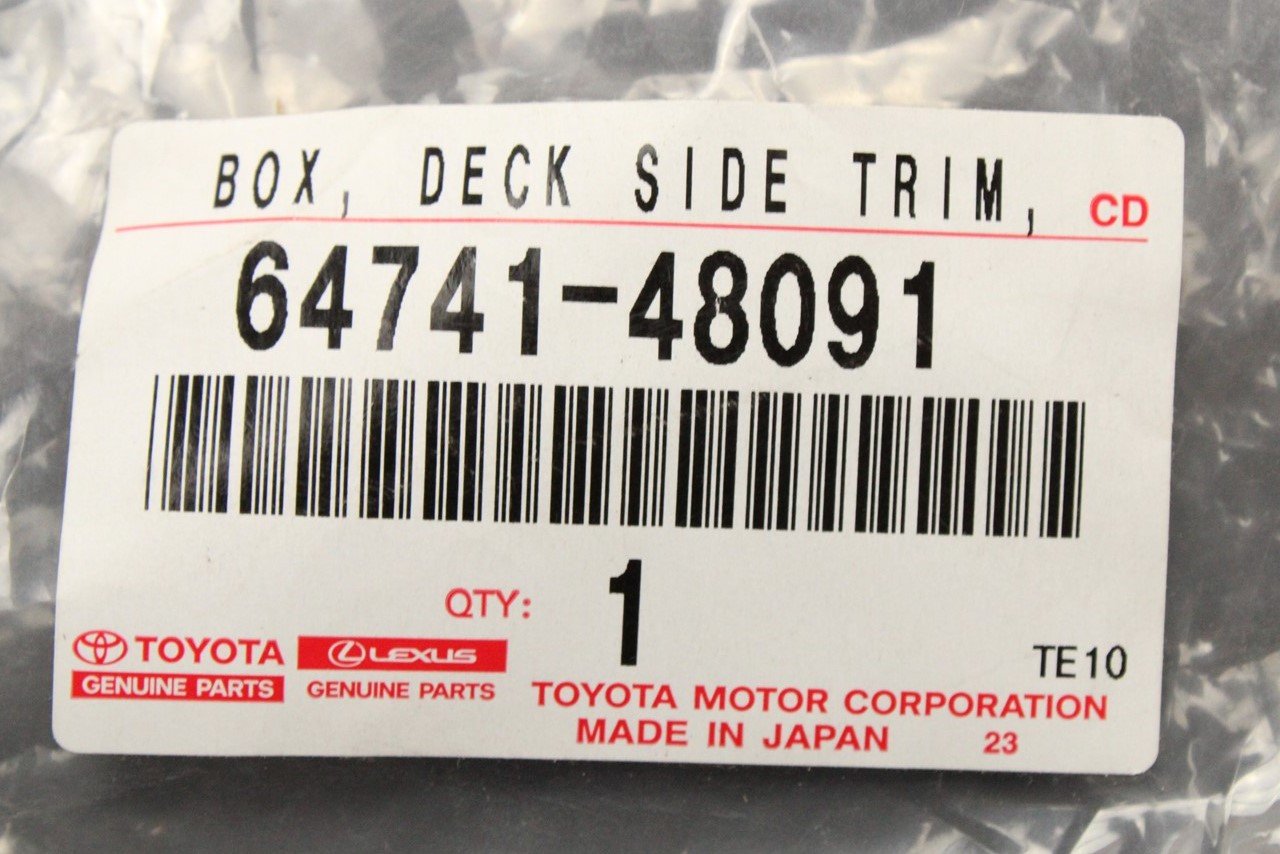 BOX, DECK SIDE TRIM, CD
64741-48091
QTY: 1
TOYOTA LEXUS TE10
GENUINE PARTS GENUINE PARTS TOYOTA MOTOR CORPORATION
MADE IN JAPAN 23